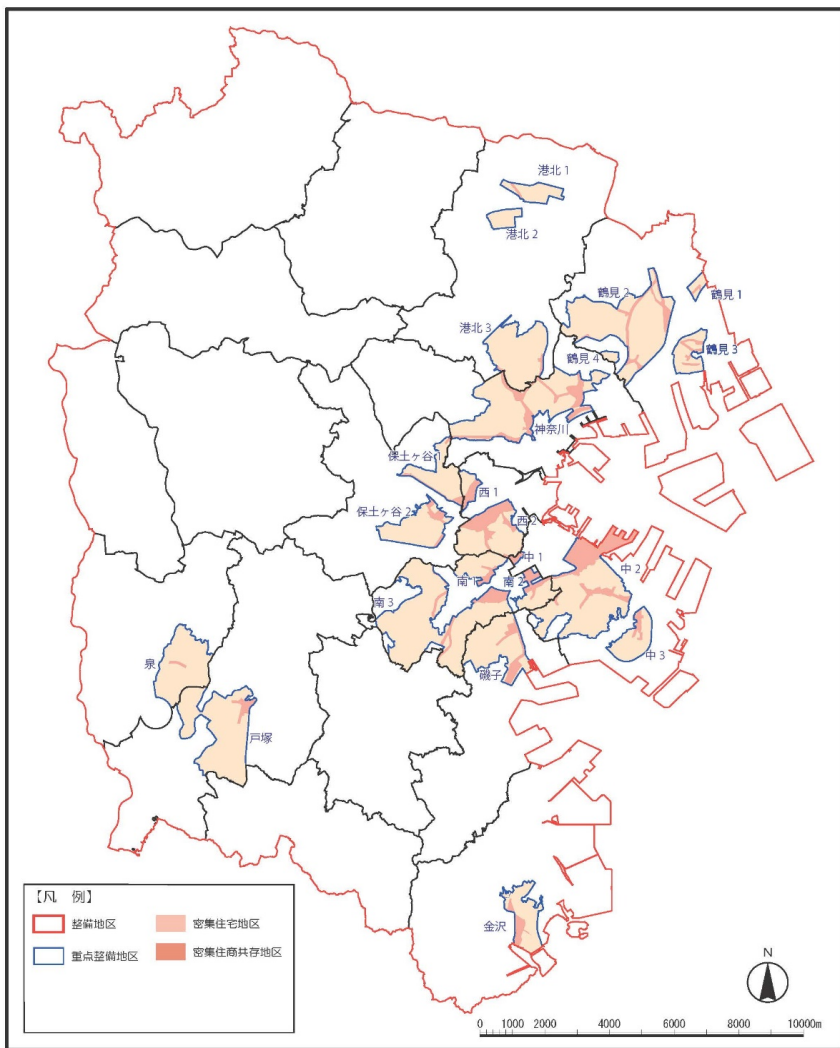 港北 1
港北 2
鶴見 2
鶴見 1
港北 3
鶴見 3
鶴見 4
神奈川
保土ヶ谷 1
西 1
保土ヶ谷 2
西 2
中 1
中 2
南 1
南 2
南 3
中 3
泉
磯子
戸塚
金沢
【凡 例】
整備地区
密集住宅地区
重点整備地区
密集住商共存地区
N
0 1000 2000 4000 6000 8000 10000m